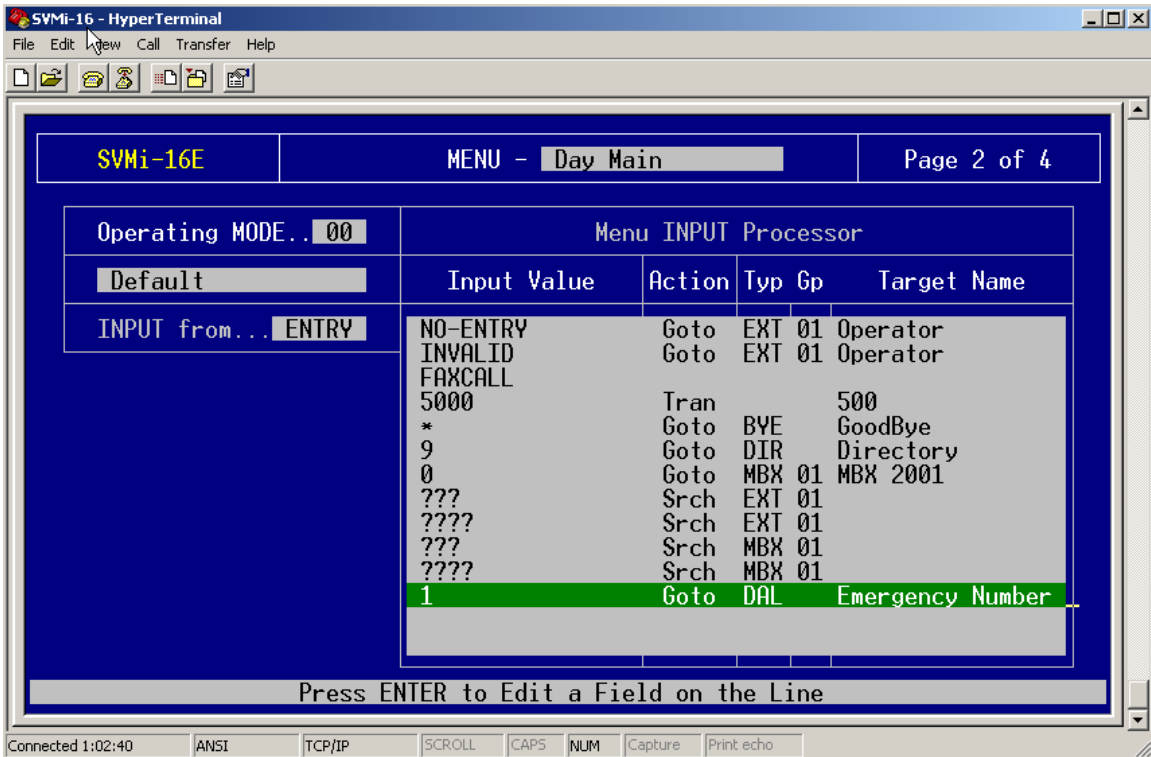 SVMi-16 - HyperTerminal
File Edit View Call Transfer Help
SVMi-16E MENU - Day Main Page 2 of 4
Operating MODE.. 00 Menu INPUT Processor
Default Input Value Action Typ Gp Target Name
INPUT from... ENTRY NO-ENTRY Goto EXT 01 Operator
INVALID Goto EXT 01 Operator
FAXCALL
5000 Tran 500
* Goto BYE GoodBye
9 Goto DIR Directory
0 Goto MBX 01 MBX 2001
??? Srch EXT 01
???? Srch EXT 01
??? Srch MBX 01
???? Srch MBX 01
1 Goto DAL Emergency Number _
Press ENTER to Edit a Field on the Line
Connected 1:02:40 ANSI TCP/IP SCROLL CAPS NUM Capture Print echo